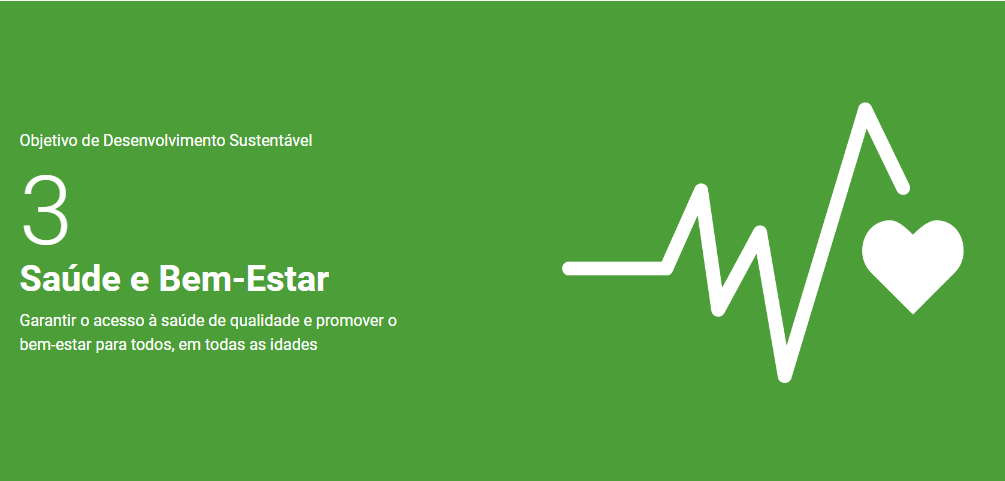 Objetivo de Desenvolvimento Sustentável
3
Saúde e Bem-Estar
Garantir o acesso à saúde de qualidade e promover o
bem-estar para todos, em todas as idades